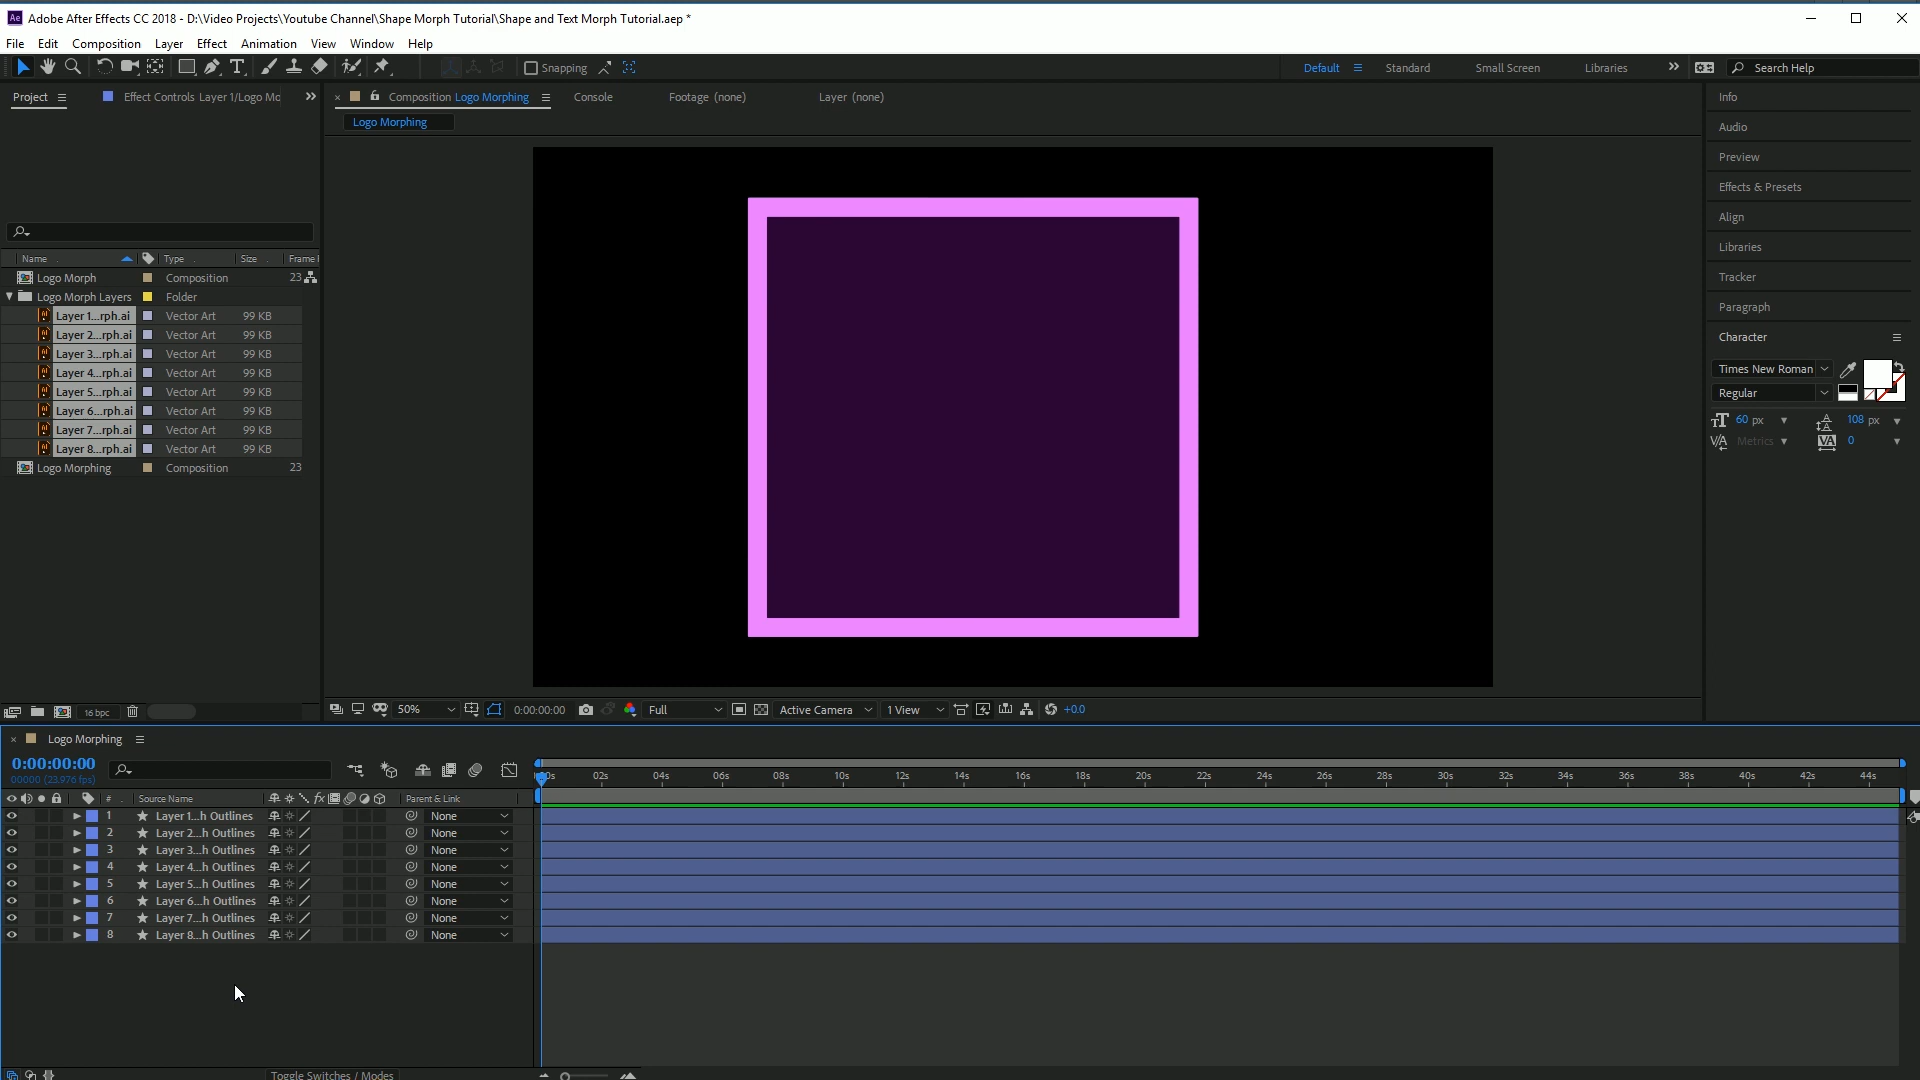 Adobe After Effects CC 2018 - D:\Video Projects\Youtube Channel\Shape Morph Tutorial\Shape and Text Morph Tutorial.aep *
File Edit Composition Layer Effect Animation View Window Help
Snapping Default Standard Small Screen Libraries Search Help
Project Effect Controls Layer 1/Logo Mo
Composition Logo Morphing Console Footage (none) Layer (none)
Logo Morphing
Name Type Size Frame
Logo Morph Composition 23
Logo Morph Layers Folder
Layer 1...rph.ai Vector Art 99 KB
Layer 2...rph.ai Vector Art 99 KB
Layer 3...rph.ai Vector Art 99 KB
Layer 4...rph.ai Vector Art 99 KB
Layer 5...rph.ai Vector Art 99 KB
Layer 6...rph.ai Vector Art 99 KB
Layer 7...rph.ai Vector Art 99 KB
Layer 8...rph.ai Vector Art 99 KB
Logo Morphing Composition 23
16 bpc
50% 0:00:00:00 Full Active Camera 1 View +0.0
Info
Audio
Preview
Effects & Presets
Align
Libraries
Tracker
Paragraph
Character
Times New Roman
Regular
60 px 108 px
Metrics 0
Logo Morphing
0:00:00:00
00000 (23.976 fps)
# Source Name Parent & Link
02s 04s 06s 08s 10s 12s 14s 16s 18s 20s 22s 24s 26s 28s 30s 32s 34s 36s 38s 40s 42s 44s
1 Layer 1...h Outlines None
2 Layer 2...h Outlines None
3 Layer 3...h Outlines None
4 Layer 4...h Outlines None
5 Layer 5...h Outlines None
6 Layer 6...h Outlines None
7 Layer 7...h Outlines None
8 Layer 8...h Outlines None
Toggle Switches / Modes